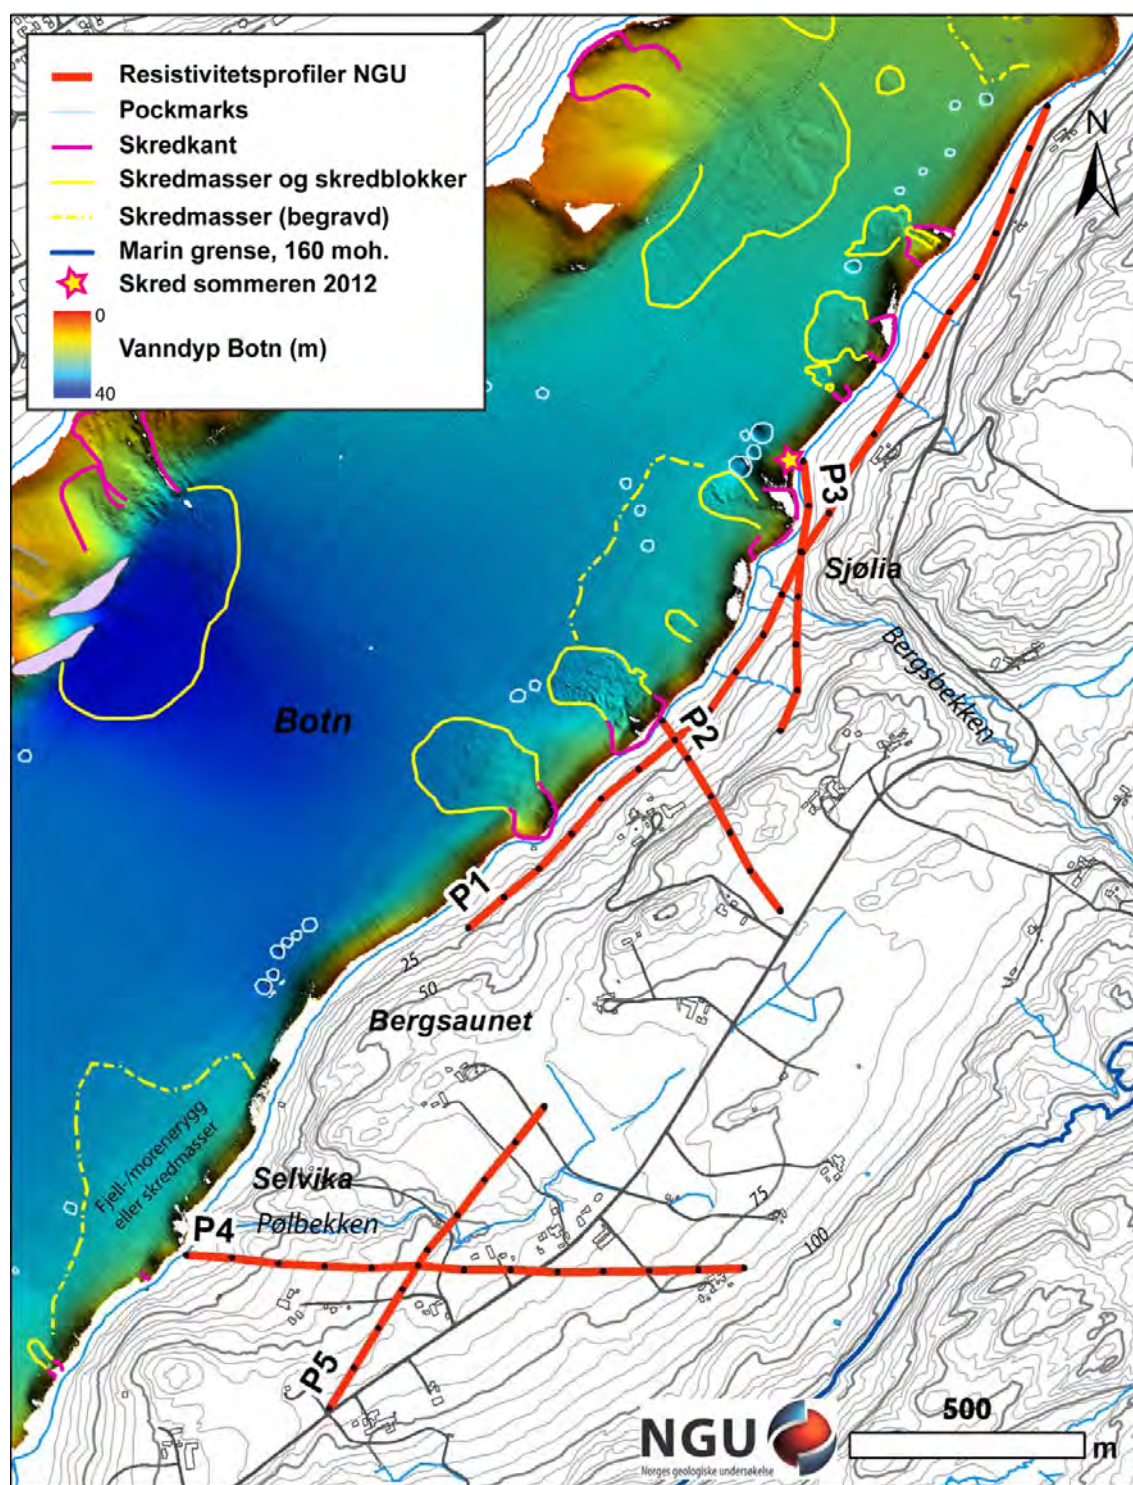 Resistivitetsprofiler NGU
Pockmarks
Skredkant
Skredmasser og skredblokker
Skredmasser (begravd)
Marin grense, 160 moh.
Skred sommeren 2012
0
Vanndyp Botn (m)
40
N
P3
Sjølia
Bergsbekken
Botn
P2
P1
25
50
Bergsaunet
Fjell-/morenerygg
eller skredmasser
Selvika
P4
Pølbekken
75
100
P5
NGU
Norges geologiske undersøkelse
500
m